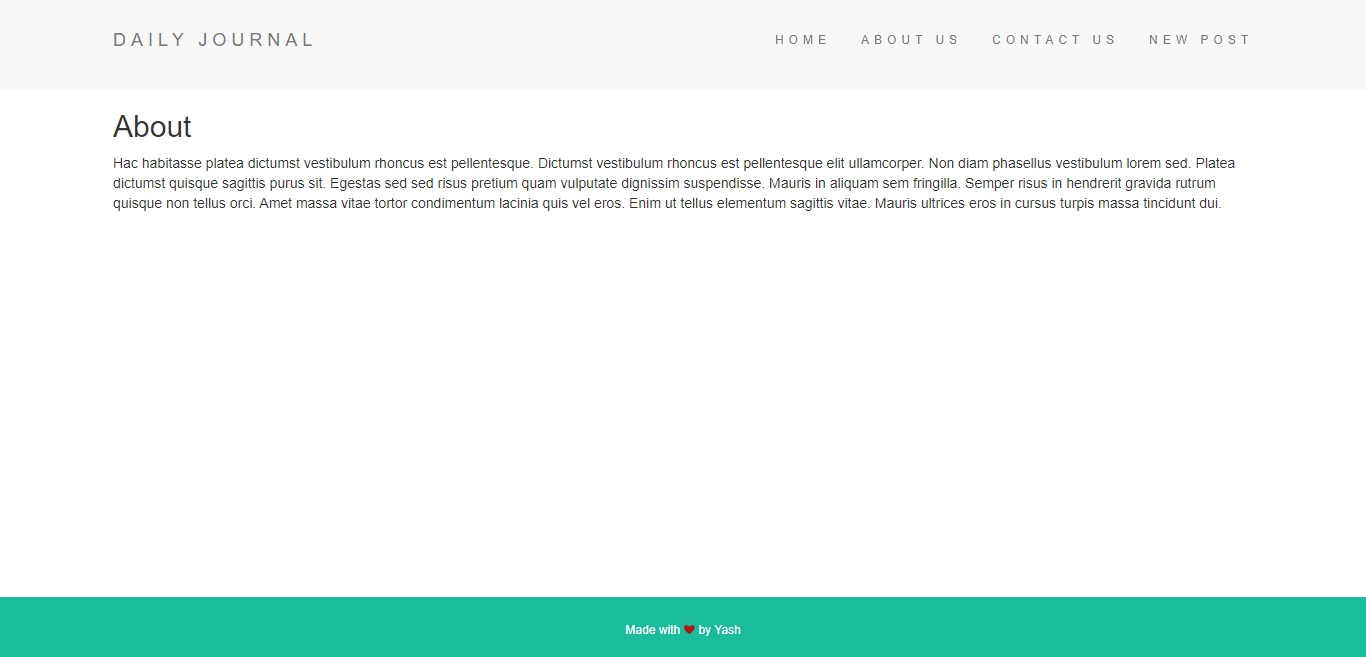 DAILY JOURNAL
HOME ABOUT US CONTACT US NEW POST
About
Hac habitasse platea dictumst vestibulum rhoncus est pellentesque. Dictumst vestibulum rhoncus est pellentesque elit ullamcorper. Non diam phasellus vestibulum lorem sed. Platea
dictumst quisque sagittis purus sit. Egestas sed sed risus pretium quam vulputate dignissim suspendisse. Mauris in aliquam sem fringilla. Semper risus in hendrerit gravida rutrum
quisque non tellus orci. Amet massa vitae tortor condimentum lacinia quis vel eros. Enim ut tellus elementum sagittis vitae. Mauris ultrices eros in cursus turpis massa tincidunt dui.
Made with ❤ by Yash